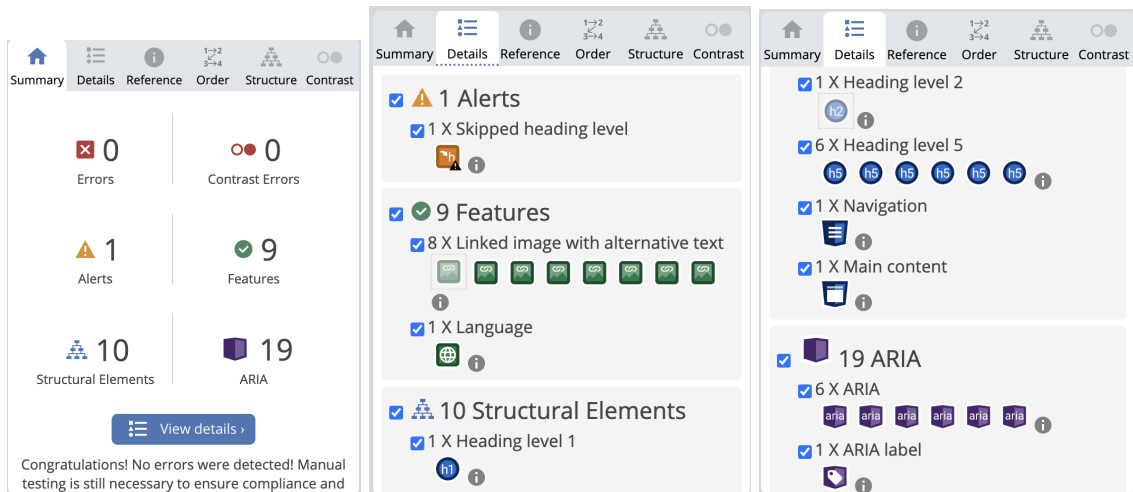 Summary Details Reference Order Structure Contrast
0
Errors
0
Contrast Errors
1
Alerts
9
Features
10
Structural Elements
19
ARIA
View details ›
Congratulations! No errors were detected! Manual
testing is still necessary to ensure compliance and
Summary Details Reference Order Structure Contrast
1 Alerts
1 X Skipped heading level
h
9 Features
8 X Linked image with alternative text
1 X Language
10 Structural Elements
1 X Heading level 1
h1
Summary Details Reference Order Structure Contrast
1 X Heading level 2
h2
6 X Heading level 5
h5 h5 h5 h5 h5 h5
1 X Navigation
1 X Main content
19 ARIA
6 X ARIA
aria aria aria aria aria aria
1 X ARIA label